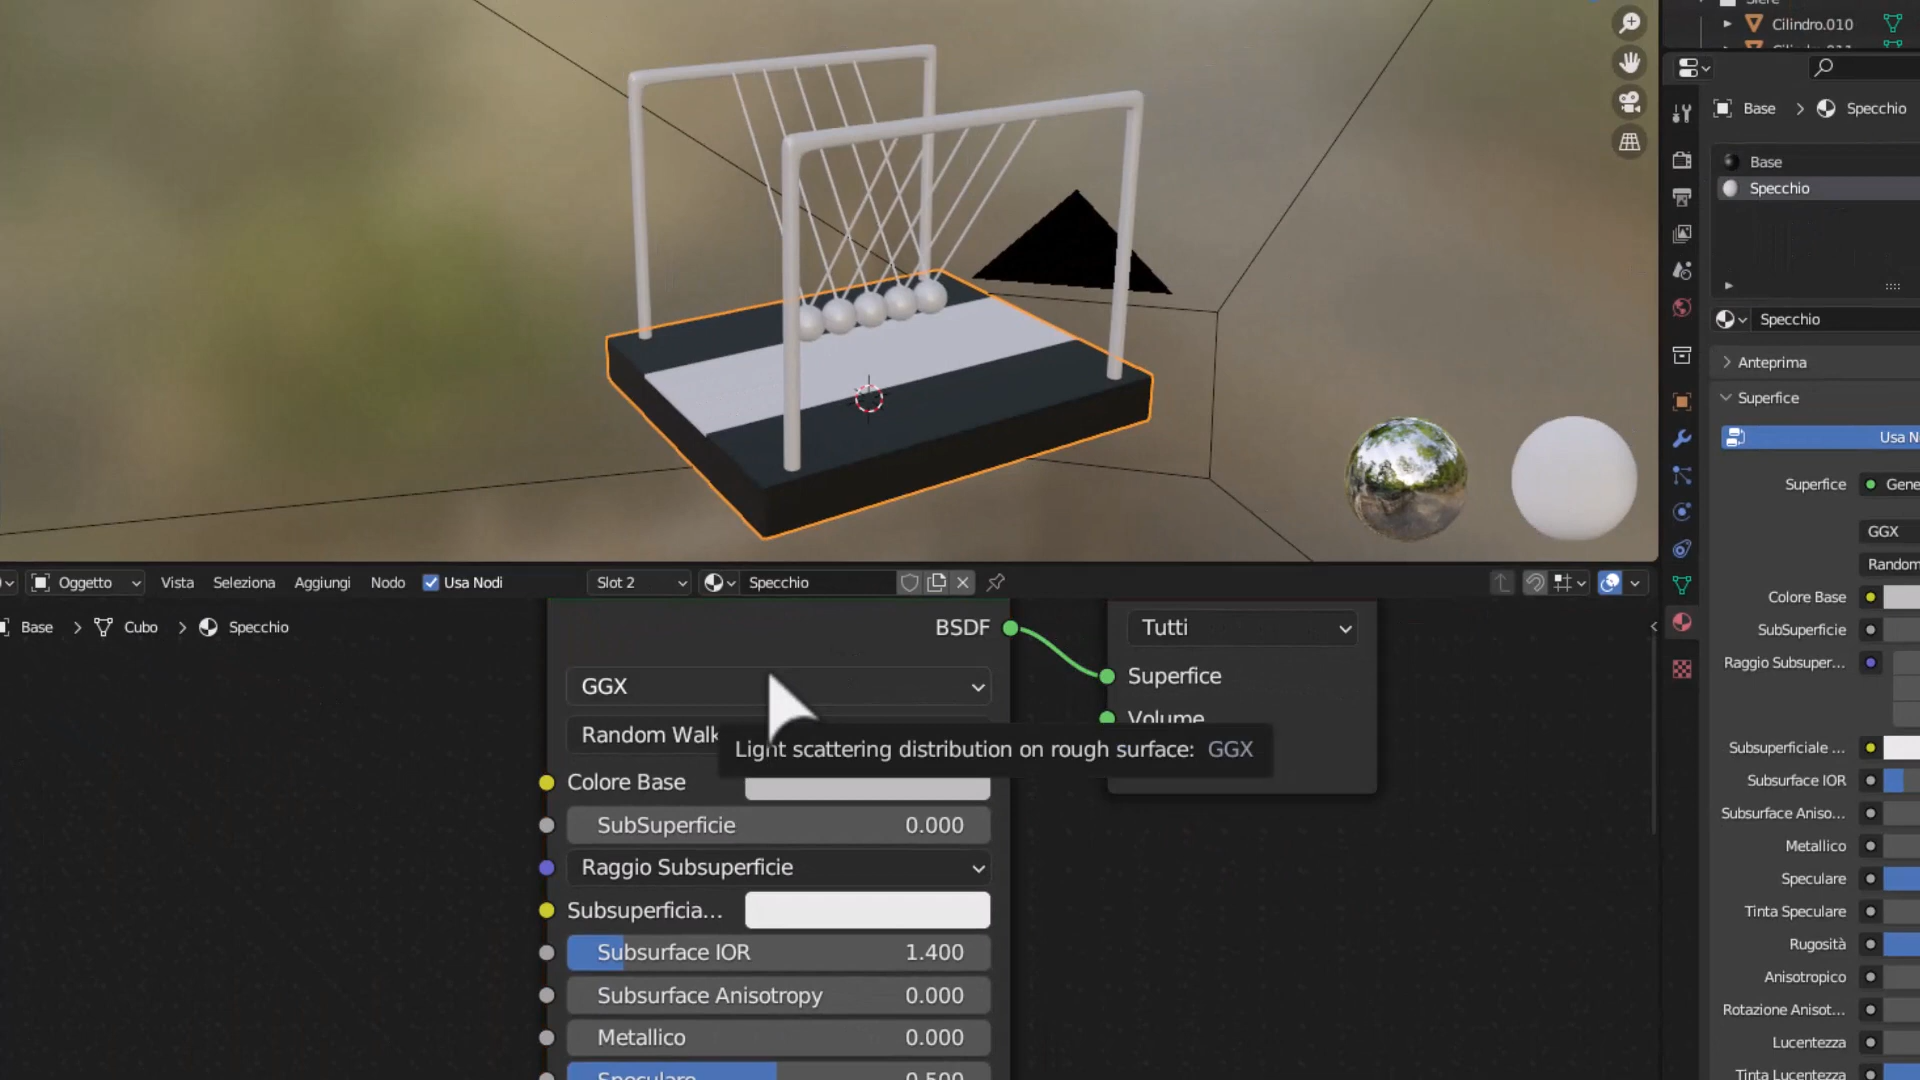 Cilindro.010
Base > Specchio
Base
Specchio
Specchio
Anteprima
Superfice
Usa N
Superfice
Gene
GGX
Random
Colore Base
SubSuperficie
Raggio Subsuper...
Subsuperficiale ...
Subsurface IOR
Subsurface Aniso...
Metallico
Speculare
Tinta Speculare
Rugosità
Anisotropico
Rotazione Anisot...
Lucentezza
Tinta Lucentezza
Oggetto
Vista
Seleziona
Aggiungi
Nodo
Usa Nodi
Slot 2
Specchio
Base > Cubo > Specchio
BSDF
GGX
Random Walk
Colore Base
SubSuperficie 0.000
Raggio Subsuperficie
Subsuperficia...
Subsurface IOR 1.400
Subsurface Anisotropy 0.000
Metallico 0.000
Speculare 0.500
Tutti
Superfice
Volume
Light scattering distribution on rough surface: GGX